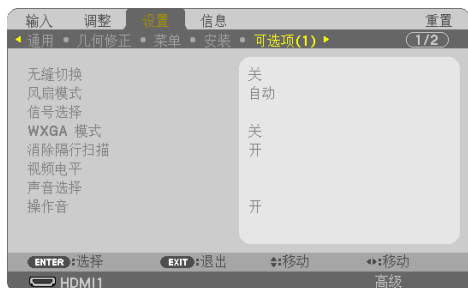 输入 调整 设置 信息 重置
通用 • 几何修正 • 菜单 • 安装 • 可选项(1) 1/2
无缝切换 关
风扇模式 自动
信号选择
WXGA 模式 关
消除隔行扫描 开
视频电平
声音选择
操作音 开
ENTER:选择 EXIT:退出 :移动 :移动
HDMI1 高级